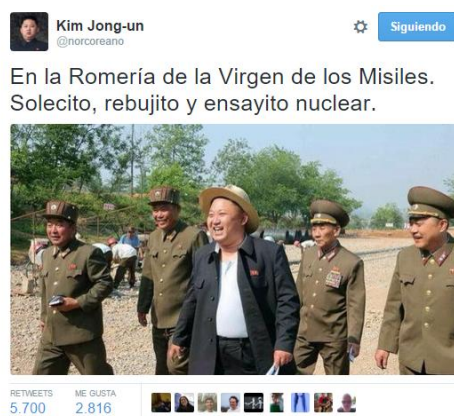 Kim Jong-un
@norcoreano
Siguiendo
En la Romería de la Virgen de los Misiles.
Solecito, rebujito y ensayito nuclear.
RETWEETS
ME GUSTA
5.700
2.816